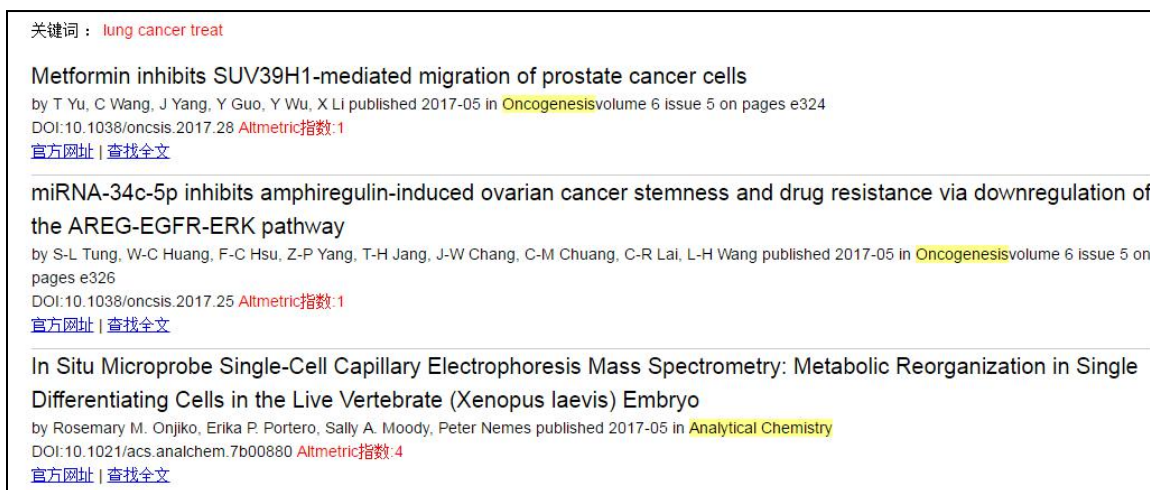 关键词： lung cancer treat
Metformin inhibits SUV39H1-mediated migration of prostate cancer cells
by T Yu, C Wang, J Yang, Y Guo, Y Wu, X Li published 2017-05 in Oncogenesisvolume 6 issue 5 on pages e324
DOI:10.1038/oncsis.2017.28 Altmetric指数:1
官方网址 | 查找全文
miRNA-34c-5p inhibits amphiregulin-induced ovarian cancer stemness and drug resistance via downregulation of
the AREG-EGFR-ERK pathway
by S-L Tung, W-C Huang, F-C Hsu, Z-P Yang, T-H Jang, J-W Chang, C-M Chuang, C-R Lai, L-H Wang published 2017-05 in Oncogenesisvolume 6 issue 5 on
pages e326
DOI:10.1038/oncsis.2017.25 Altmetric指数:1
官方网址 | 查找全文
In Situ Microprobe Single-Cell Capillary Electrophoresis Mass Spectrometry: Metabolic Reorganization in Single
Differentiating Cells in the Live Vertebrate (Xenopus laevis) Embryo
by Rosemary M. Onjiko, Erika P. Portero, Sally A. Moody, Peter Nemes published 2017-05 in Analytical Chemistry
DOI:10.1021/acs.analchem.7b00880 Altmetric指数:4
官方网址 | 查找全文